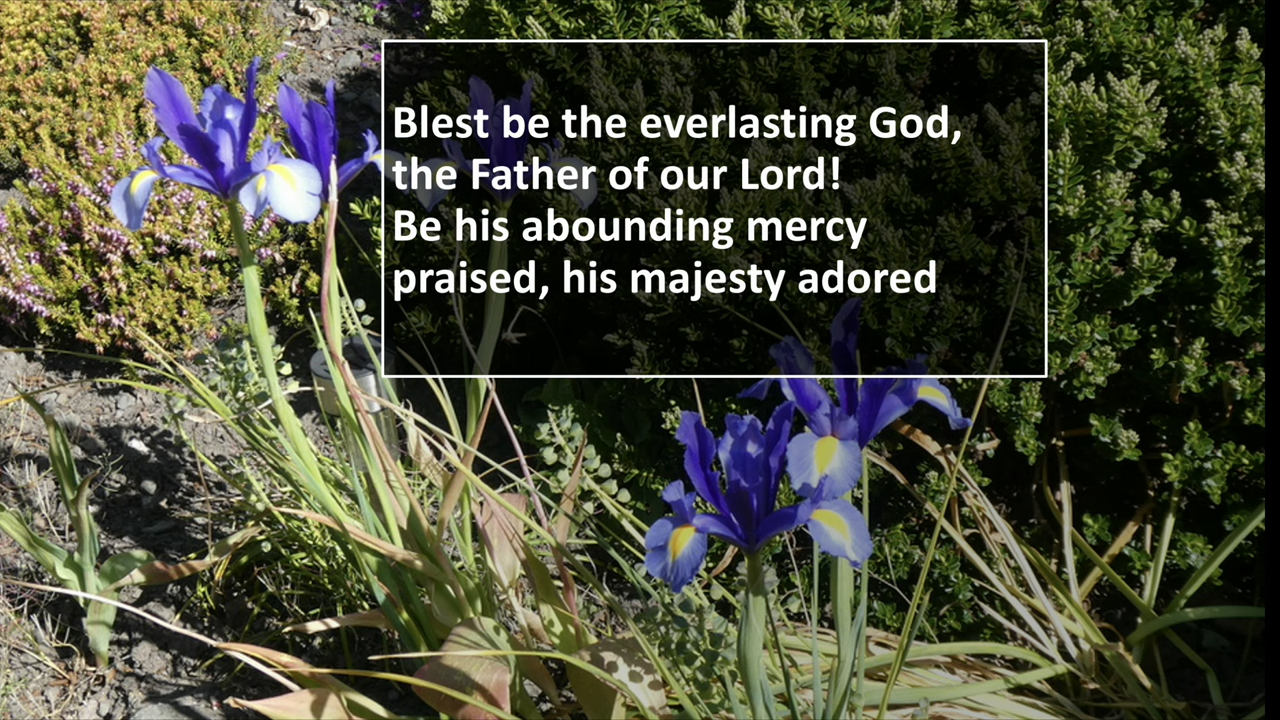 Blest be the everlasting God,
the Father of our Lord!
Be his abounding mercy
praised, his majesty adored